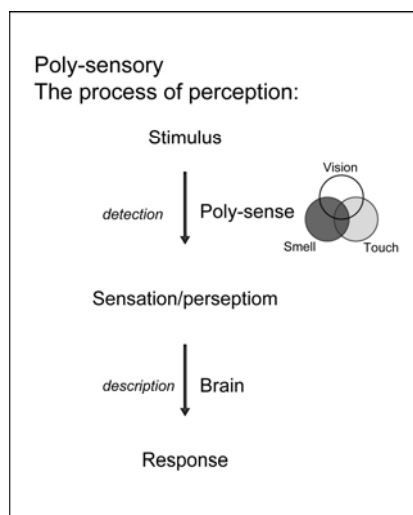 Poly-sensory
The process of perception:
Stimulus
Vision
detection
Poly-sense
Smell
Touch
Sensation/perseptiom
description
Brain
Response